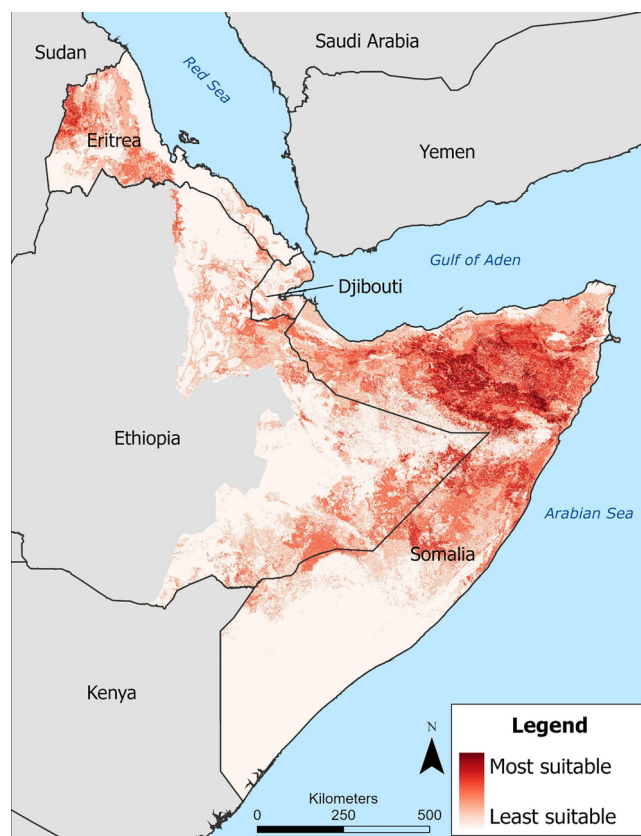 Saudi Arabia
Sudan
Red Sea
Eritrea
Yemen
Gulf of Aden
Djibouti
Ethiopia
Arabian Sea
Somalia
Kenya
N
Legend
Most suitable
Least suitable
Kilometers
0 250 500